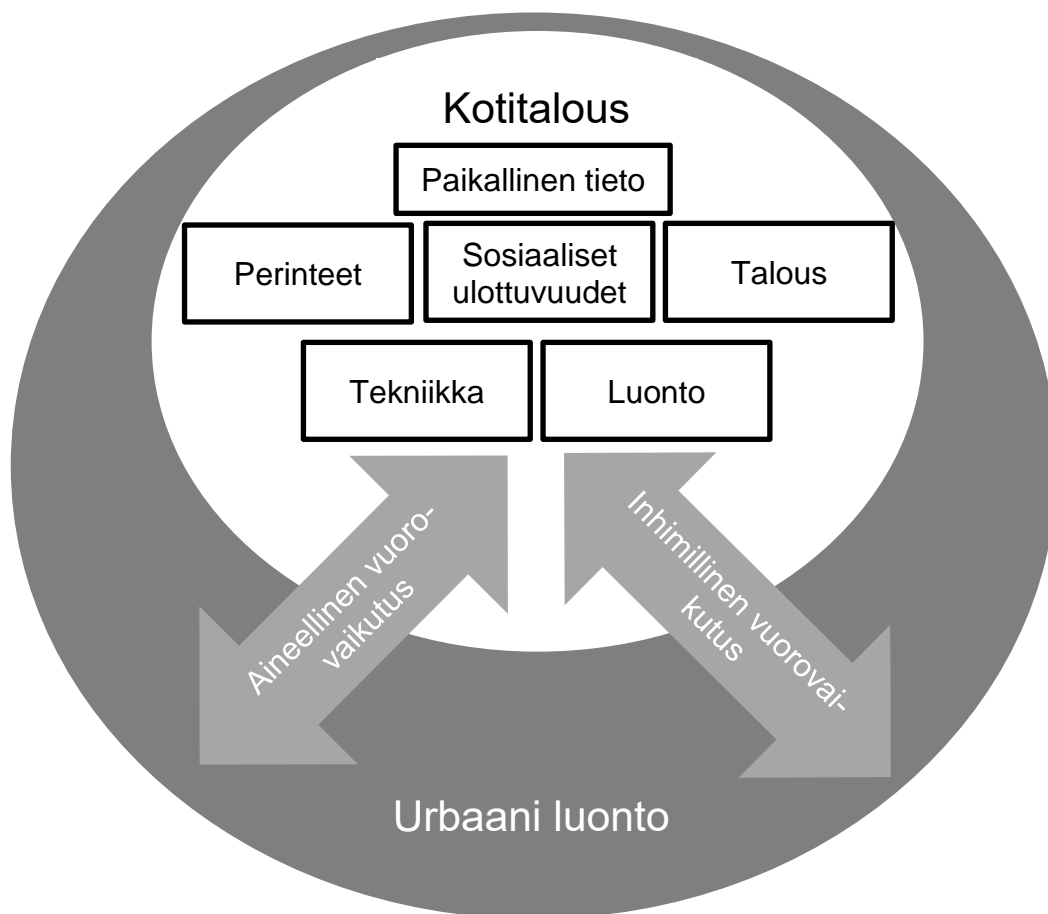 Kotitalous
Paikallinen tieto
Perinteet
Sosiaaliset
ulottuvuudet
Talous
Tekniikka
Luonto
Aineellinen vuoro-
vaikutus
Inhimillinen vuorovai-
kutus
Urbaani luonto